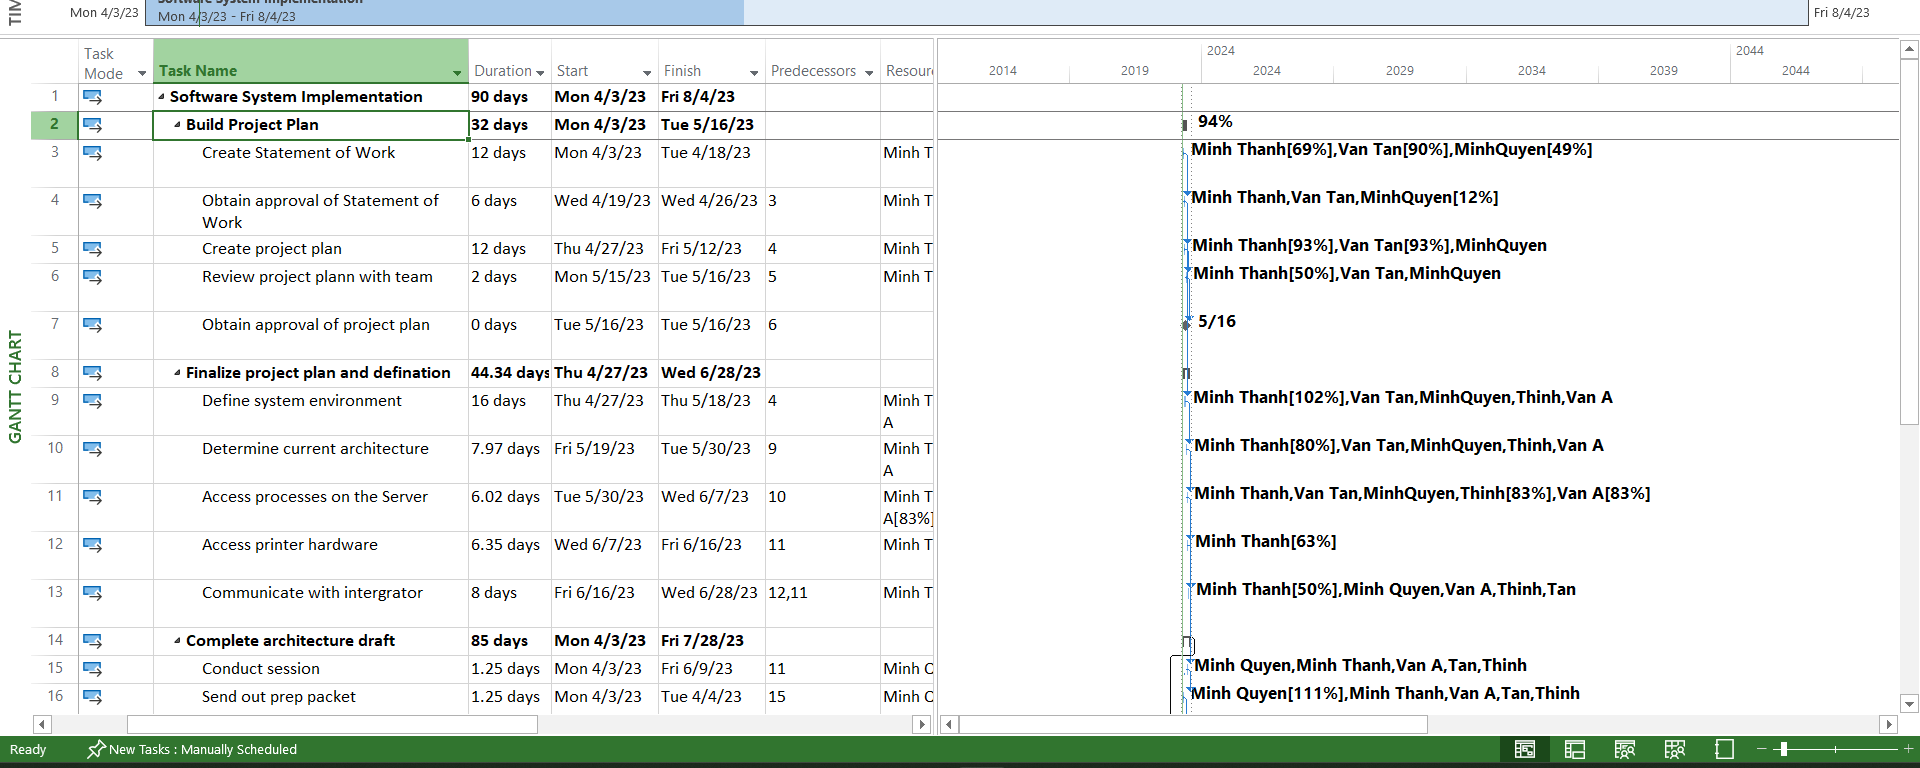 TIM
Mon 4/3/23
Software System Implementation
Mon 4/3/23 - Fri 8/4/23
Fri 8/4/23
GANTT CHART
Task Mode Task Name Duration Start Finish Predecessors Resour
2024 2044
2014 2019 2024 2029 2034 2039 2044
1 Software System Implementation 90 days Mon 4/3/23 Fri 8/4/23
2 Build Project Plan 32 days Mon 4/3/23 Tue 5/16/23 94%
3 Create Statement of Work 12 days Mon 4/3/23 Tue 4/18/23 Minh T Minh Thanh[69%],Van Tan[90%],MinhQuyen[49%]
4 Obtain approval of Statement of Work 6 days Wed 4/19/23 Wed 4/26/23 3 Minh T Minh Thanh,Van Tan,MinhQuyen[12%]
5 Create project plan 12 days Thu 4/27/23 Fri 5/12/23 4 Minh T Minh Thanh[93%],Van Tan[93%],MinhQuyen
6 Review project plann with team 2 days Mon 5/15/23 Tue 5/16/23 5 Minh T Minh Thanh[50%],Van Tan,MinhQuyen
7 Obtain approval of project plan 0 days Tue 5/16/23 Tue 5/16/23 6 5/16
8 Finalize project plan and defination 44.34 days Thu 4/27/23 Wed 6/28/23
9 Define system environment 16 days Thu 4/27/23 Thu 5/18/23 4 Minh T A Minh Thanh[102%],Van Tan,MinhQuyen,Thinh,Van A
10 Determine current architecture 7.97 days Fri 5/19/23 Tue 5/30/23 9 Minh T A Minh Thanh[80%],Van Tan,MinhQuyen,Thinh,Van A
11 Access processes on the Server 6.02 days Tue 5/30/23 Wed 6/7/23 10 Minh T A[83%] Minh Thanh,Van Tan,MinhQuyen,Thinh[83%],Van A[83%]
12 Access printer hardware 6.35 days Wed 6/7/23 Fri 6/16/23 11 Minh T Minh Thanh[63%]
13 Communicate with intergrator 8 days Fri 6/16/23 Wed 6/28/23 12,11 Minh T Minh Thanh[50%],Minh Quyen,Van A,Thinh,Tan
14 Complete architecture draft 85 days Mon 4/3/23 Fri 7/28/23
15 Conduct session 1.25 days Mon 4/3/23 Fri 6/9/23 11 Minh Q Minh Quyen,Minh Thanh,Van A,Tan,Thinh
16 Send out prep packet 1.25 days Mon 4/3/23 Tue 4/4/23 15 Minh Q Minh Quyen[111%],Minh Thanh,Van A,Tan,Thinh
Ready New Tasks : Manually Scheduled